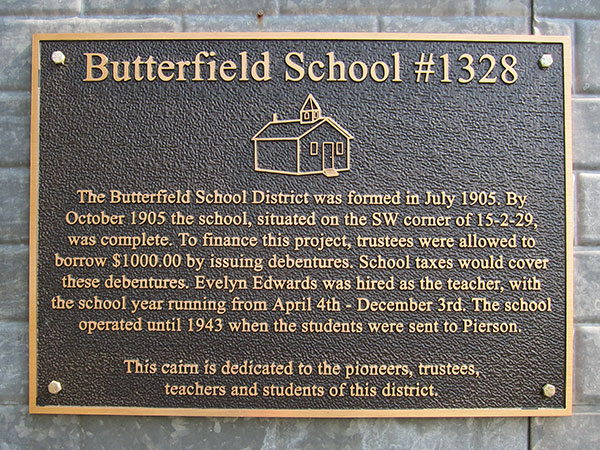 Butterfield School #1328
The Butterfield School District was formed in July 1905. By
October 1905 the school, situated on the SW corner of 15-2-29,
was complete. To finance this project, trustees were allowed to
borrow $1000.00 by issuing debentures. School taxes would cover
these debentures. Evelyn Edwards was hired as the teacher, with
the school year running from April 4th - December 3rd. The school
operated until 1943 when the students were sent to Pierson.
This cairn is dedicated to the pioneers, trustees,
teachers and students of this district.